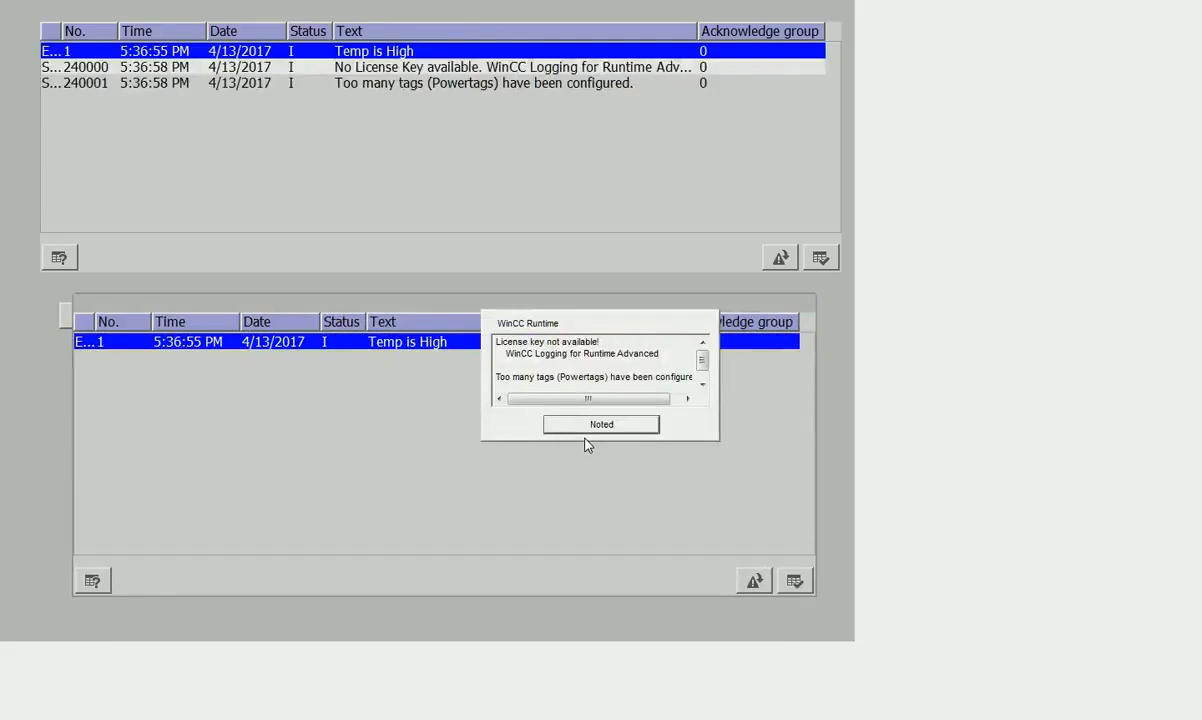 No. Time Date Status Text Acknowledge group
E... 1 5:36:55 PM 4/13/2017 I Temp is High 0
S... 240000 5:36:58 PM 4/13/2017 I No License Key available. WinCC Logging for Runtime Adv... 0
S... 240001 5:36:58 PM 4/13/2017 I Too many tags (Powertags) have been configured. 0
No. Time Date Status Text ledge group
E... 1 5:36:55 PM 4/13/2017 I Temp is High
WinCC Runtime
License key not available!
WinCC Logging for Runtime Advanced
Too many tags (Powertags) have been configure
Noted